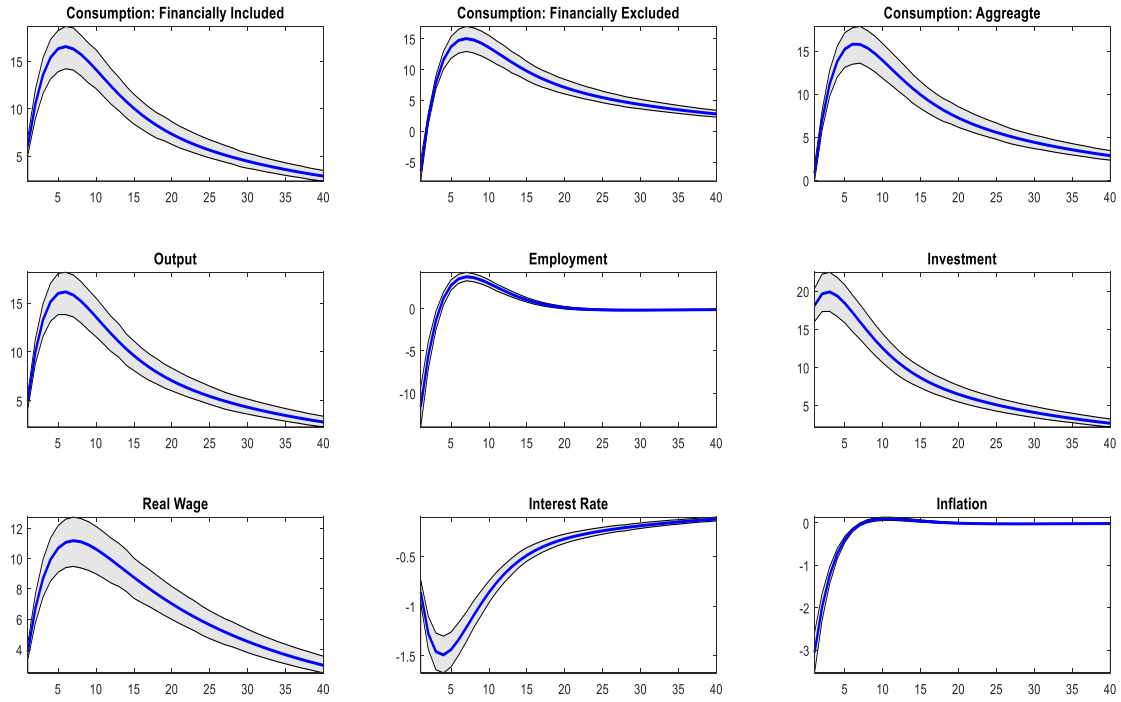 Consumption: Financially Included
Consumption: Financially Excluded
Consumption: Aggreagte
15
10
5
5 10 15 20 25 30 35 40
15
10
5
0
-5
5 10 15 20 25 30 35 40
15
10
5
0
5 10 15 20 25 30 35 40
Output
Employment
Investment
15
10
5
5 10 15 20 25 30 35 40
0
-5
-10
5 10 15 20 25 30 35 40
20
15
10
5
5 10 15 20 25 30 35 40
Real Wage
Interest Rate
Inflation
12
10
8
6
4
5 10 15 20 25 30 35 40
-0.5
-1
-1.5
5 10 15 20 25 30 35 40
0
-1
-2
-3
5 10 15 20 25 30 35 40